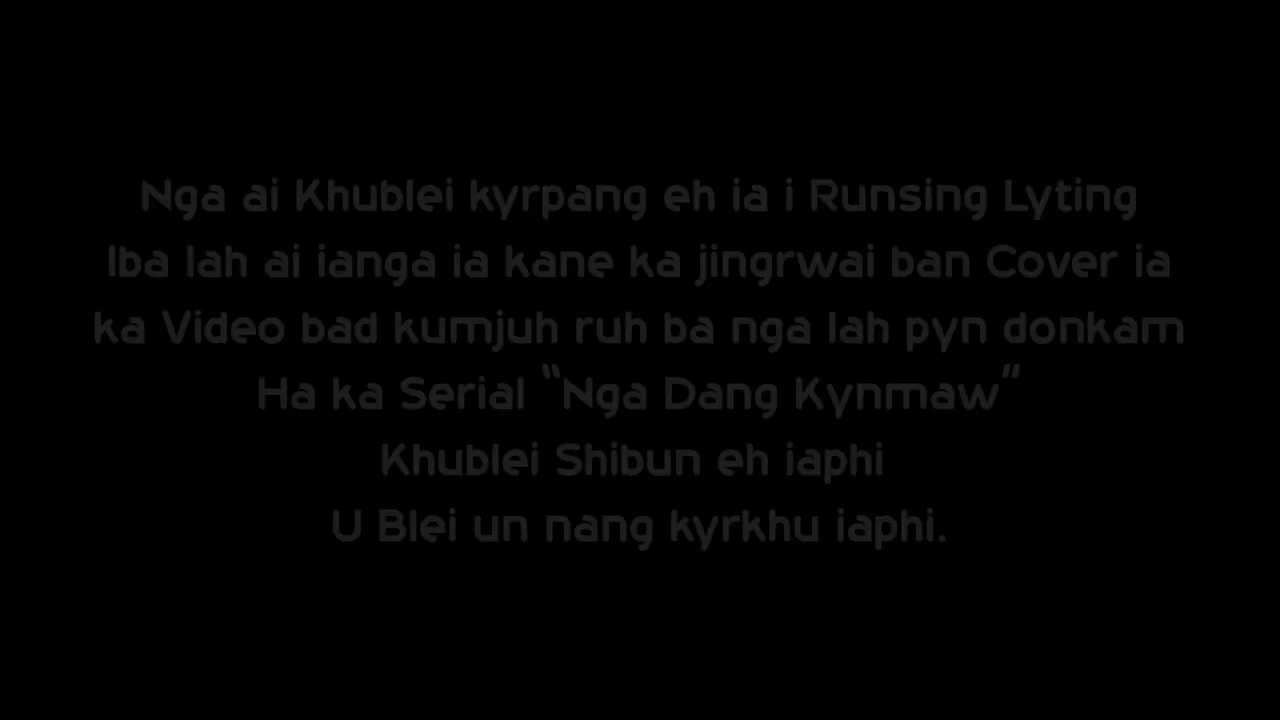 Nga ai Khublei kyrpang eh ia i Runsing Lyting
Iba lah ai ianga ia kane ka jingrwai ban Cover ia
ka Video bad kumjuh ruh ba nga lah pyn donkam
Ha ka Serial "Nga Dang Kynmaw"
Khublei Shibun eh iaphi
U Blei un nang kyrkhu iaphi.